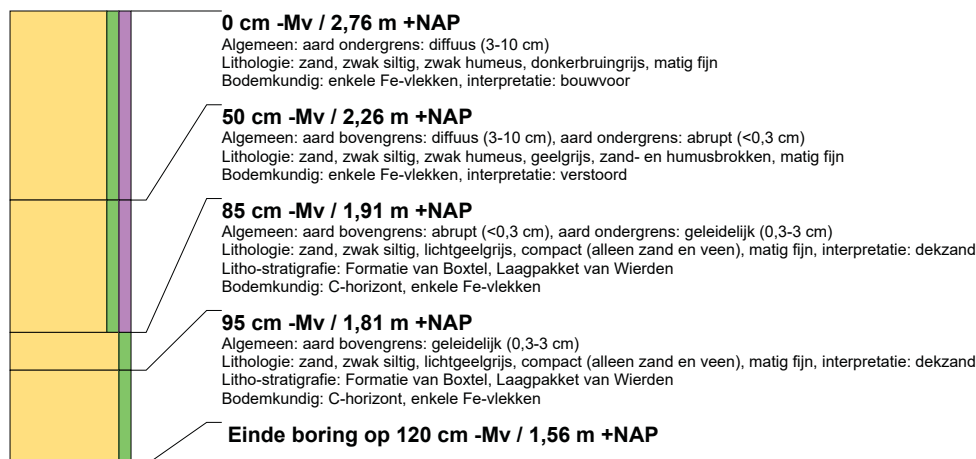 0 cm -Mv / 2,76 m +NAP
Algemeen: aard ondergrens: diffuus (3-10 cm)
Lithologie: zand, zwak siltig, zwak humeus, donkerbruingrijs, matig fijn
Bodemkundig: enkele Fe-vlekken, interpretatie: bouwvoor
50 cm -Mv / 2,26 m +NAP
Algemeen: aard bovengrens: diffuus (3-10 cm), aard ondergrens: abrupt (<0,3 cm)
Lithologie: zand, zwak siltig, zwak humeus, geelgrijs, zand- en humusbrokken, matig fijn
Bodemkundig: enkele Fe-vlekken, interpretatie: verstoord
85 cm -Mv / 1,91 m +NAP
Algemeen: aard bovengrens: abrupt (<0,3 cm), aard ondergrens: geleidelijk (0,3-3 cm)
Lithologie: zand, zwak siltig, lichtgeelgrijs, compact (alleen zand en veen), matig fijn, interpretatie: dekzand
Litho-stratigrafie: Formatie van Boxtel, Laagpakket van Wierden
Bodemkundig: C-horizont, enkele Fe-vlekken
95 cm -Mv / 1,81 m +NAP
Algemeen: aard bovengrens: geleidelijk (0,3-3 cm)
Lithologie: zand, zwak siltig, lichtgeelgrijs, compact (alleen zand en veen), matig fijn, interpretatie: dekzand
Litho-stratigrafie: Formatie van Boxtel, Laagpakket van Wierden
Bodemkundig: C-horizont, enkele Fe-vlekken
Einde boring op 120 cm -Mv / 1,56 m +NAP